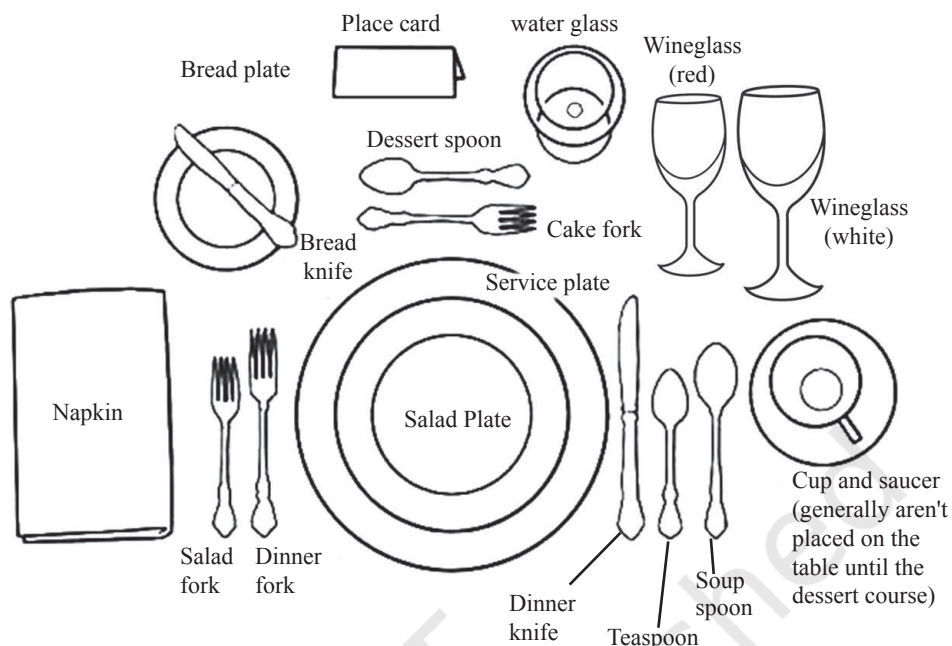 Place card
water glass
Wineglass
(red)
Bread plate
Dessert spoon
Wineglass
(white)
Cake fork
Bread
knife
Service plate
Napkin
Salad Plate
Cup and saucer
(generally aren't
placed on the
table until the
dessert course)
Salad
fork
Dinner
fork
Soup
spoon
Dinner
knife
Teaspoon